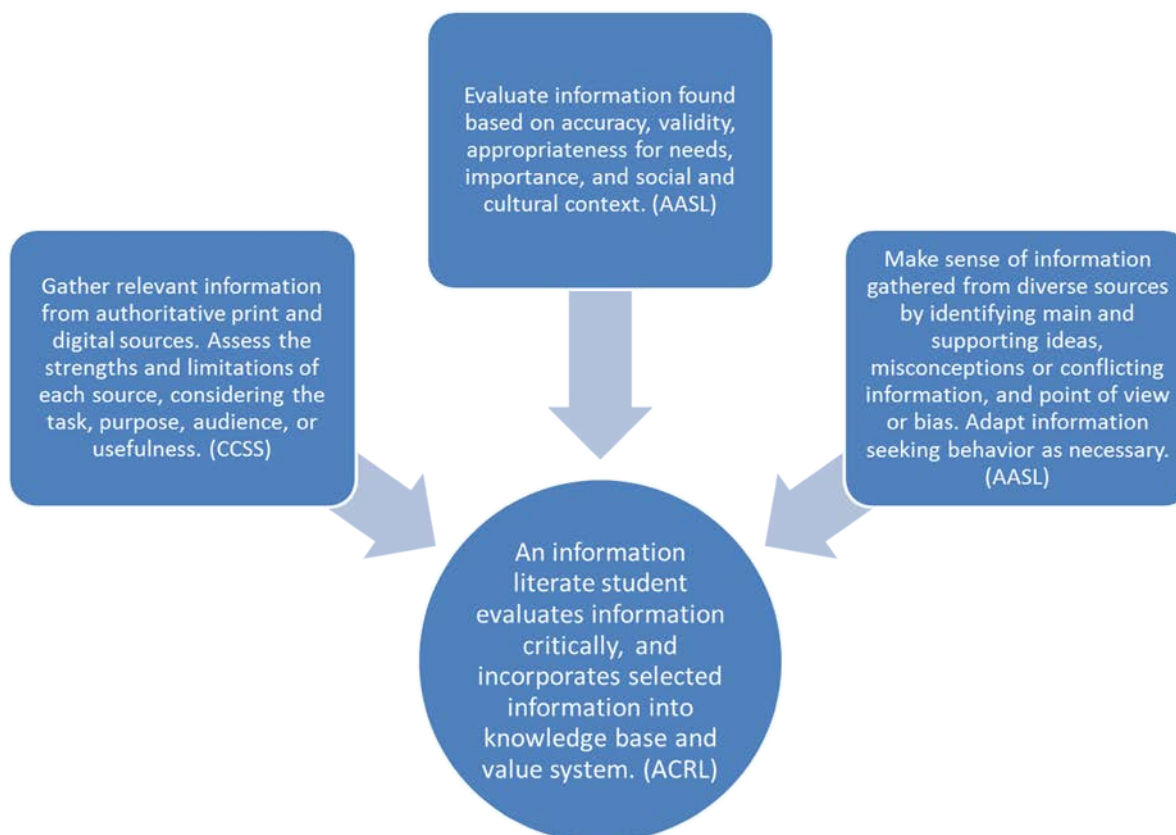 Evaluate information found
based on accuracy, validity,
appropriateness for needs,
importance, and social and
cultural context. (AASL)
Gather relevant information
from authoritative print and
digital sources. Assess the
strengths and limitations of
each source, considering the
task, purpose, audience, or
usefulness. (CCSS)
Make sense of information
gathered from diverse sources
by identifying main and
supporting ideas,
misconceptions or conflicting
information, and point of view
or bias. Adapt information
seeking behavior as necessary.
(AASL)
An information
literate student
evaluates information
critically, and
incorporates selected
information into
knowledge base and
value system. (ACRL)